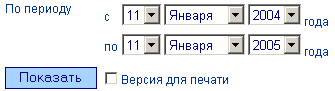 По периоду с 11 Января 2004 года
по 11 Января 2005 года
Показать Версия для печати